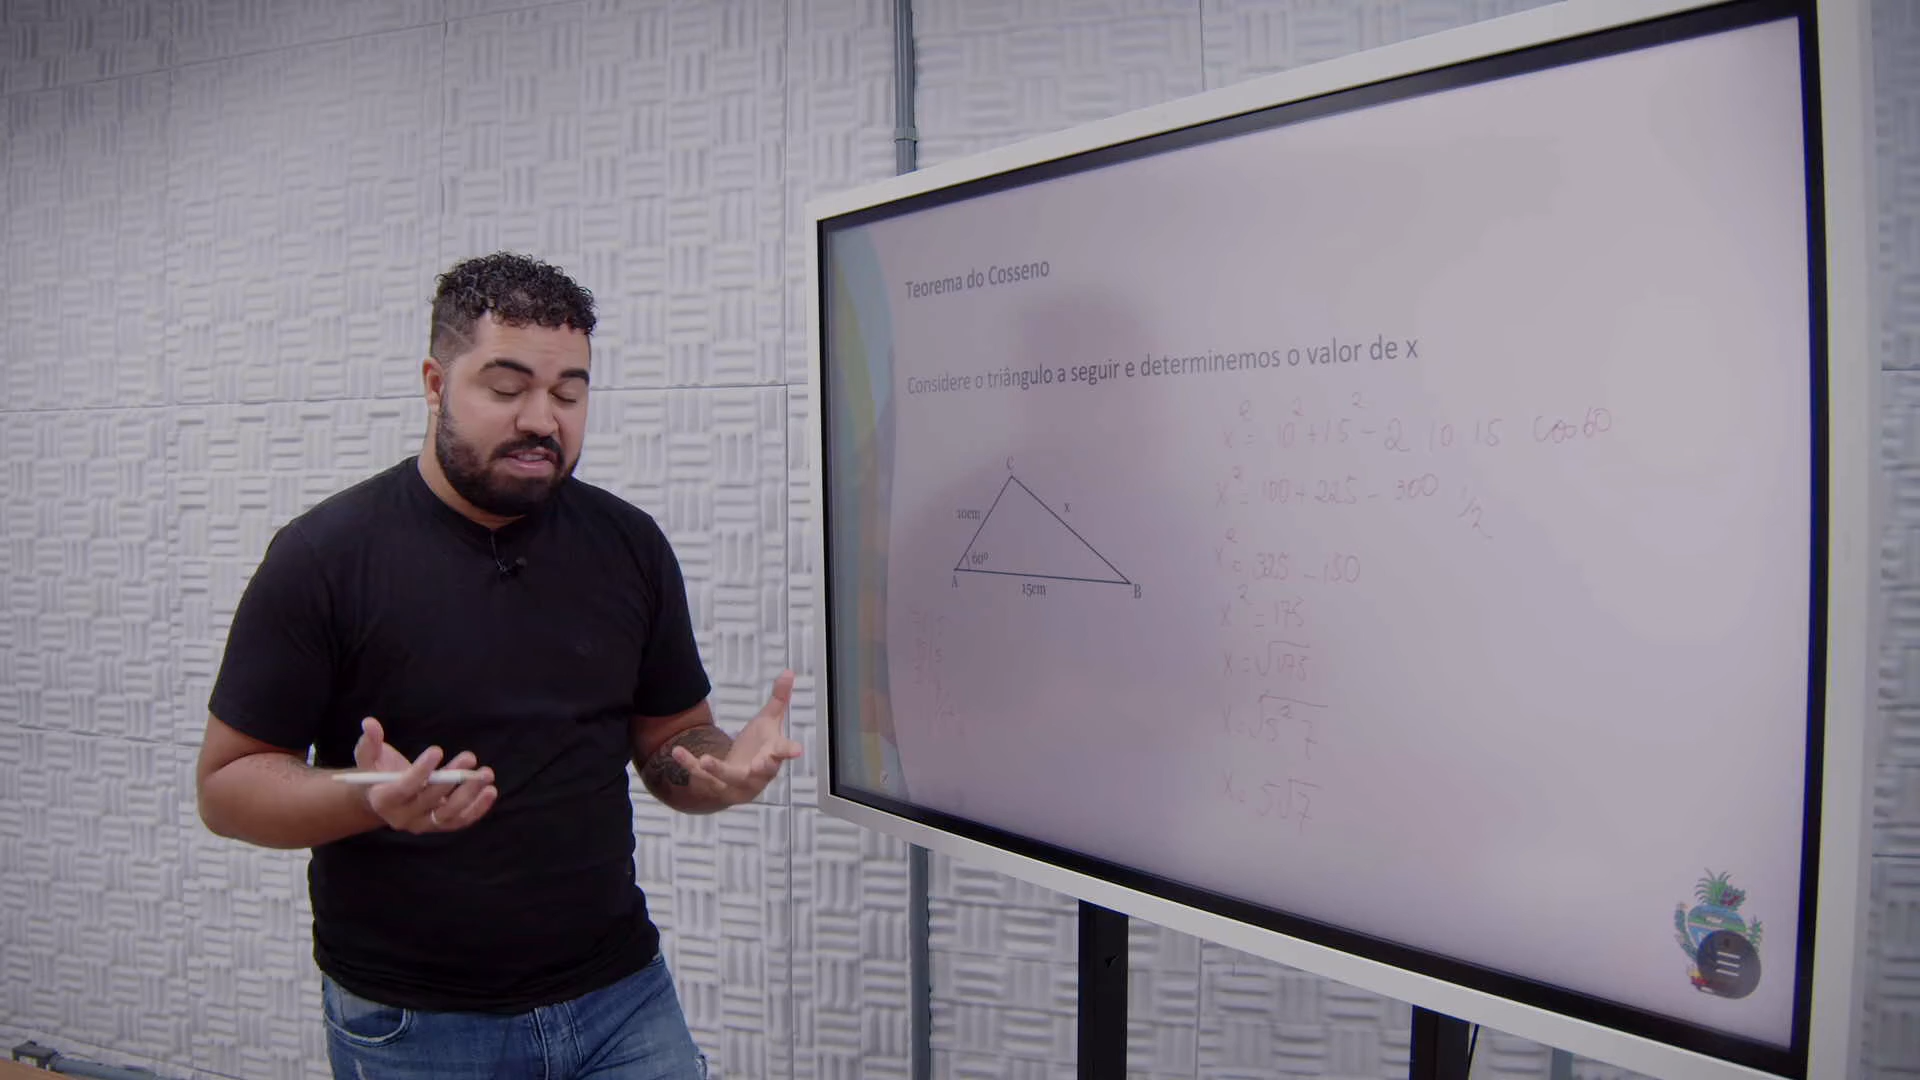 Teorema do Cosseno
Considere o triângulo a seguir e determinemos o valor de x
x² = 10² + 15² - 2 10 15 Cos 60
x² = 100 + 225 - 300 1/2
x² = 325 - 150
x² = 175
x = √175
x = √5² 7
x = 5√7
C
10cm
x
60º
A
15cm
B